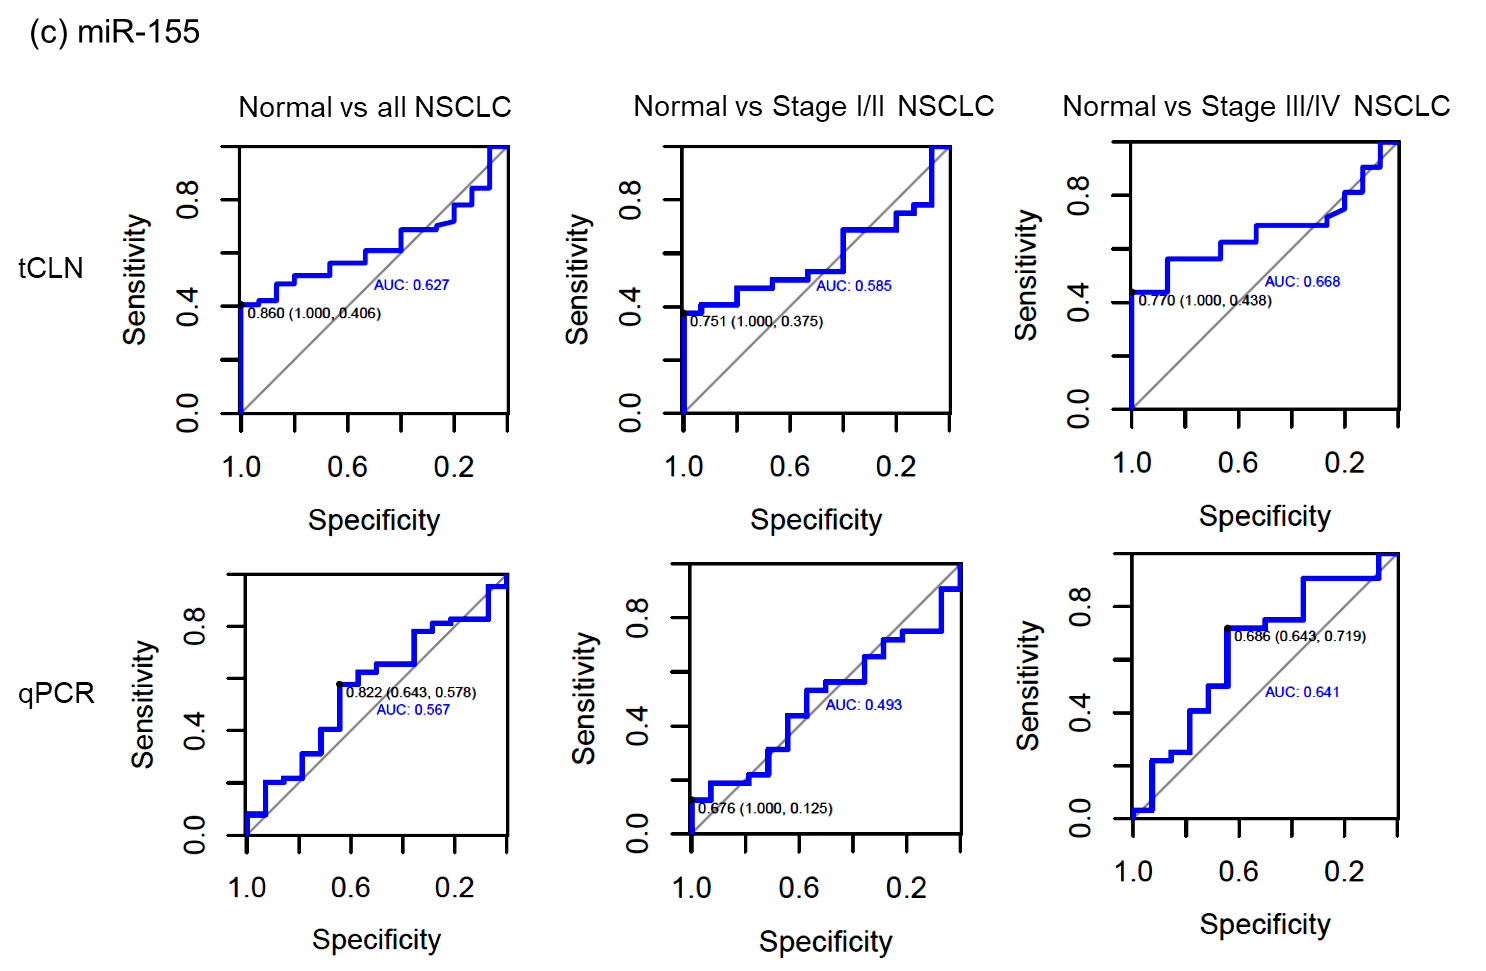 (c) miR-155
Normal vs all NSCLC
Normal vs Stage I/II NSCLC
Normal vs Stage III/IV NSCLC
tCLN
Sensitivity
0.0 0.4 0.8
AUC: 0.627
0.860 (1.000, 0.406)
1.0 0.6 0.2
Specificity
Sensitivity
0.0 0.4 0.8
AUC: 0.585
0.751 (1.000, 0.375)
1.0 0.6 0.2
Specificity
Sensitivity
0.0 0.4 0.8
AUC: 0.668
0.770 (1.000, 0.438)
1.0 0.6 0.2
Specificity
qPCR
Sensitivity
0.0 0.4 0.8
0.822 (0.643, 0.578)
AUC: 0.567
1.0 0.6 0.2
Specificity
Sensitivity
0.0 0.4 0.8
AUC: 0.493
0.676 (1.000, 0.125)
1.0 0.6 0.2
Specificity
Sensitivity
0.0 0.4 0.8
0.686 (0.643, 0.719)
AUC: 0.641
1.0 0.6 0.2
Specificity